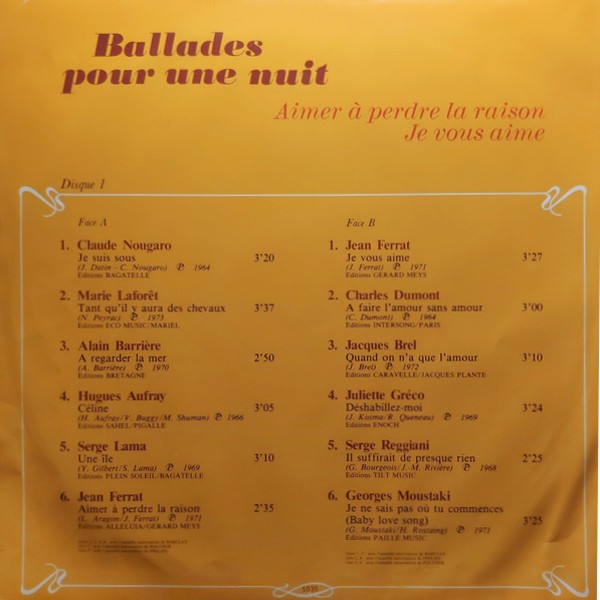 Ballades
pour une nuit
Aimer à perdre la raison
Je vous aime
Disque 1
Face A
1. Claude Nougaro
Je suis sous 3'20
(J. Datin - C. Nougaro) ℗ 1964
Editions BAGATELLE
2. Marie Laforêt
Tant qu'il y aura des chevaux 3'37
(N. Peyrac) ℗ 1973
Editions ECO MUSIC/MARIEL
3. Alain Barrière
A regarder la mer 2'50
(A. Barrière) ℗ 1970
Editions BRETAGNE
4. Hugues Aufray
Céline 3'05
(H. Aufray/V. Buggy/M. Shuman) ℗ 1966
Editions SAHEL/PIGALLE
5. Serge Lama
Une île 3'10
(Y. Gilbert/S. Lama) ℗ 1969
Editions PLEIN SOLEIL/BAGATELLE
6. Jean Ferrat
Aimer à perdre la raison 2'35
(L. Aragon/J. Ferrat) ℗ 1971
Editions ALLELUIA/GERARD MEYS
Face B
1. Jean Ferrat
Je vous aime 3'27
(J. Ferrat) ℗ 1971
Editions GERARD MEYS
2. Charles Dumont
A faire l'amour sans amour 3'00
(C. Dumont) ℗ 1964
Editions INTERSONG/PARIS
3. Jacques Brel
Quand on n'a que l'amour 3'10
(J. Brel) ℗ 1972
Editions CARAVELLE/JACQUES PLANTE
4. Juliette Gréco
Déshabillez-moi 3'24
(J. Kosma/R. Queneau) ℗ 1969
Editions ENOCH
5. Serge Reggiani
Il suffirait de presque rien 2'25
(G. Bourgeois/J.-M. Rivière) ℗ 1968
Editions TILT MUSIC
6. Georges Moustaki
Je ne sais pas où tu commences
(Baby love song) 3'25
(G. Moustaki/H. Rostaing) ℗ 1971
Editions PAILLE MUSIC